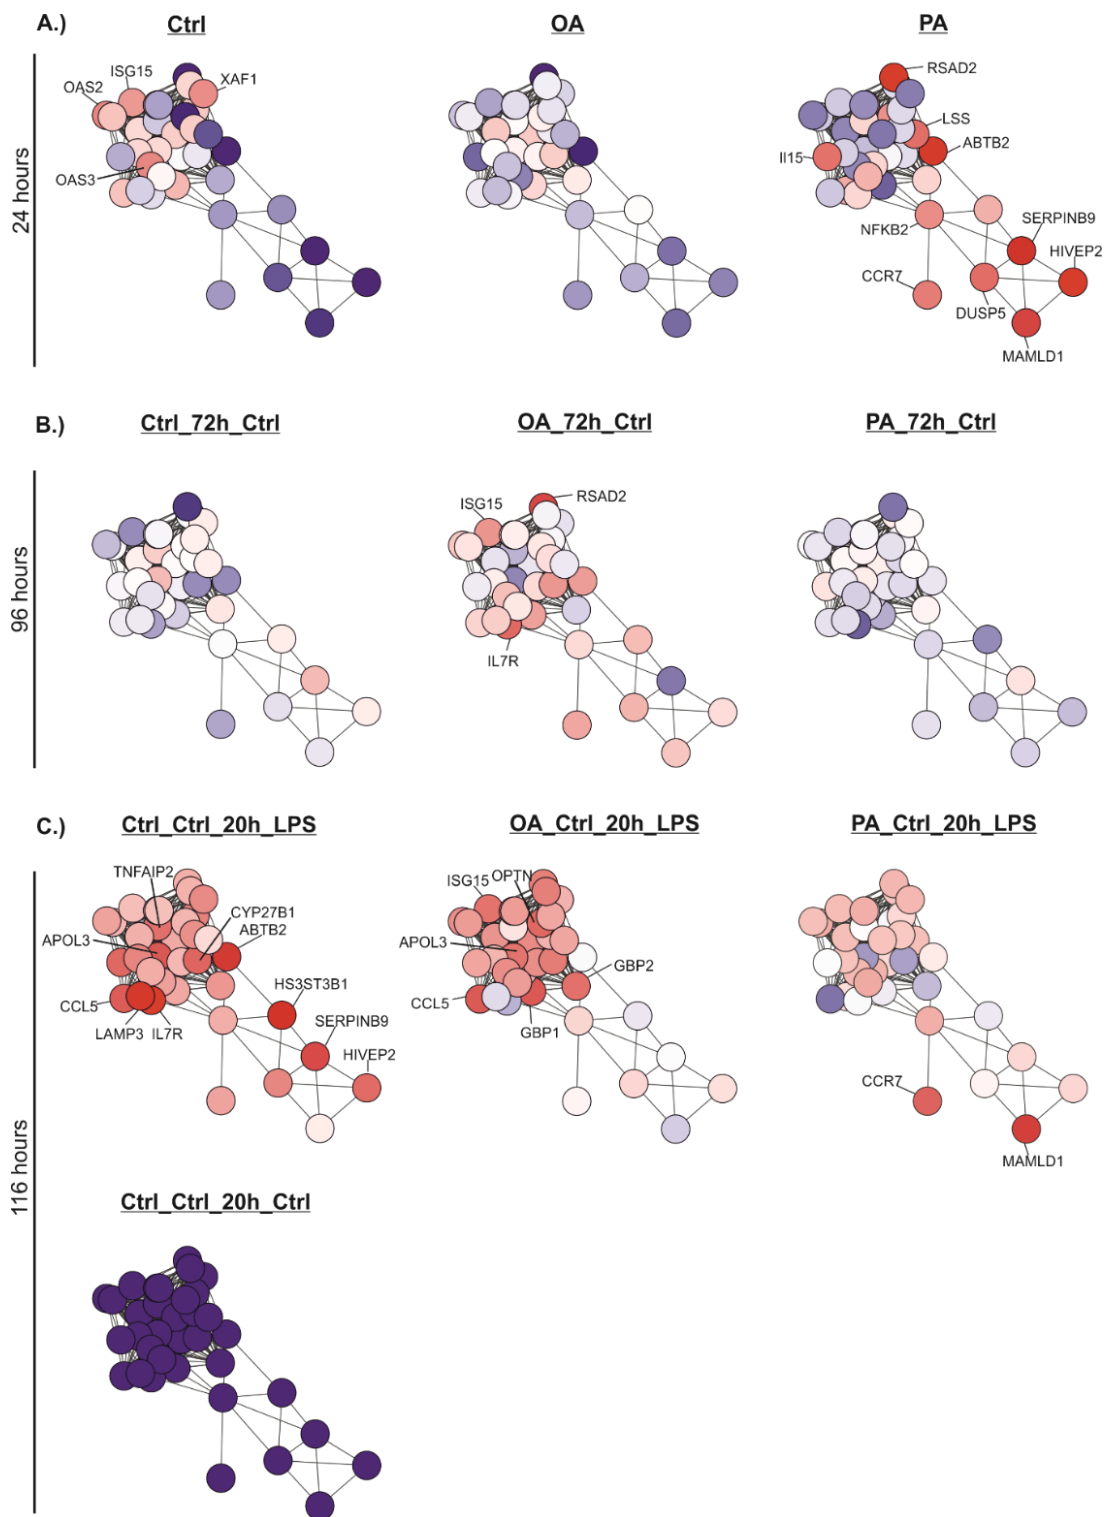 A.)
Ctrl
OA
PA
24 hours
ISG15
OAS2
XAF1
OAS3
RSAD2
LSS
ABTB2
Il15
NFKB2
SERPINB9
HIVEP2
CCR7
DUSP5
MAMLD1
B.)
Ctrl_72h_Ctrl
OA_72h_Ctrl
PA_72h_Ctrl
96 hours
ISG15
RSAD2
IL7R
C.)
Ctrl_Ctrl_20h_LPS
OA_Ctrl_20h_LPS
PA_Ctrl_20h_LPS
116 hours
TNFAIP2
CYP27B1
ABTB2
APOL3
CCL5
HS3ST3B1
LAMP3
IL7R
SERPINB9
HIVEP2
OPTN
ISG15
APOL3
GBP2
CCL5
GBP1
CCR7
MAMLD1
Ctrl_Ctrl_20h_Ctrl